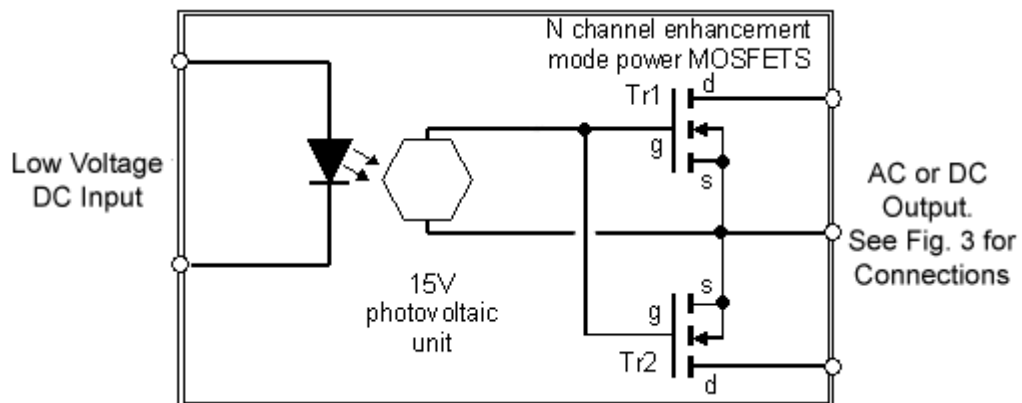 N channel enhancement
mode power MOSFETS
Tr1
d
g
s
Low Voltage
DC Input
AC or DC
Output.
See Fig. 3 for
Connections
15V
photovoltaic
unit
s
g
Tr2
d